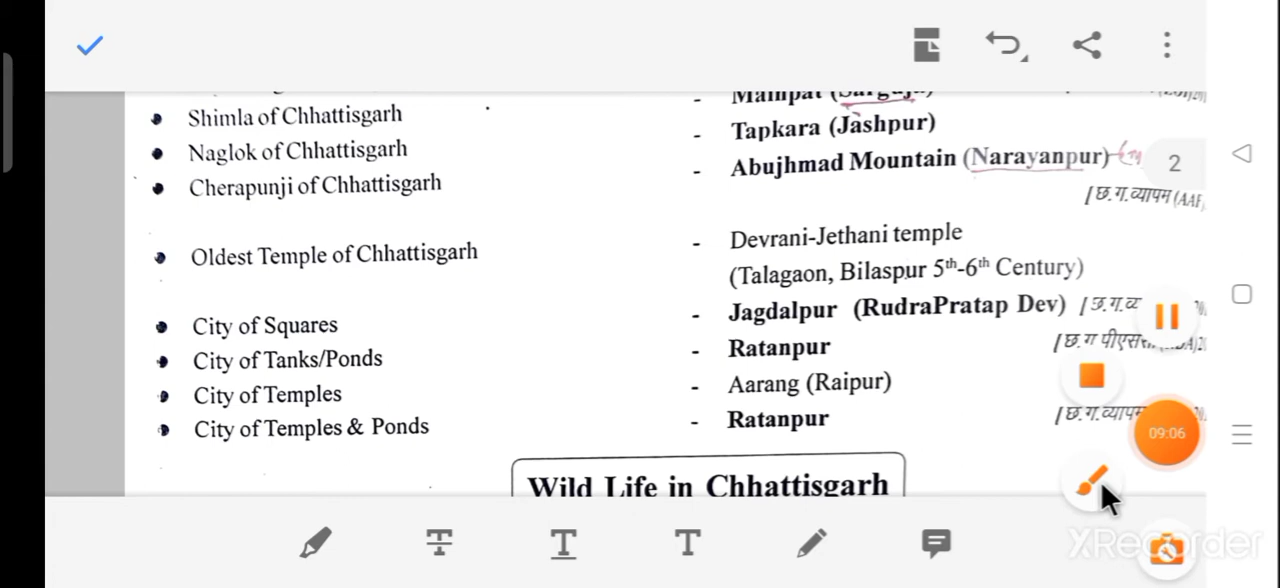 Mainpat (Sarguja)
Shimla of Chhattisgarh - Tapkara (Jashpur)
Naglok of Chhattisgarh - Abujhmad Mountain (Narayanpur) 2
Cherapunji of Chhattisgarh
[छ.ग.व्यापम (AAF)
Oldest Temple of Chhattisgarh - Devrani-Jethani temple
(Talagaon, Bilaspur 5th-6th Century)
City of Squares - Jagdalpur (RudraPratap Dev) [छ.ग.
City of Tanks/Ponds - Ratanpur [छ.ग
City of Temples - Aarang (Raipur)
City of Temples & Ponds - Ratanpur [छ.ग.व्यापम
09:06
Wild Life in Chhattisgarh
T T T
XRecorder